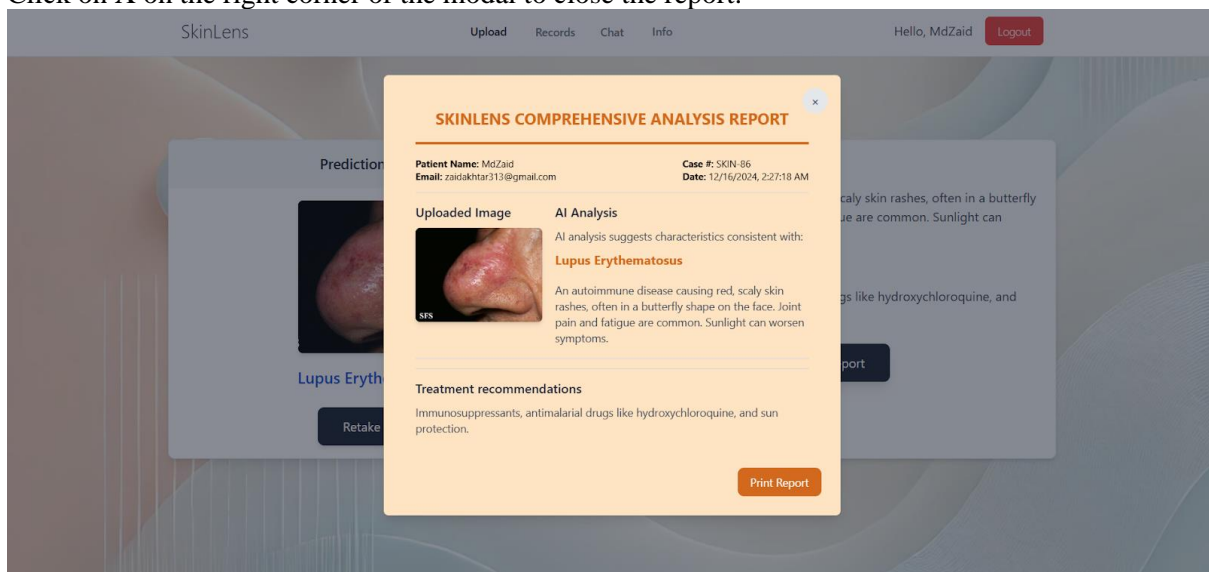 Click on X on the right corner of the modal to close the report.
SkinLens
Upload Records Chat Info
Hello, MdZaid Logout
×
SKINLENS COMPREHENSIVE ANALYSIS REPORT
Patient Name: MdZaid
Email: zaidakhtar313@gmail.com
Case #: SKIN-86
Date: 12/16/2024, 2:27:18 AM
Uploaded Image
SFS
AI Analysis
AI analysis suggests characteristics consistent with:
Lupus Erythematosus
An autoimmune disease causing red, scaly skin
rashes, often in a butterfly shape on the face. Joint
pain and fatigue are common. Sunlight can worsen
symptoms.
Treatment recommendations
Immunosuppressants, antimalarial drugs like hydroxychloroquine, and sun
protection.
Print Report
Prediction
Lupus Eryth
Retake
caly skin rashes, often in a butterfly
ue are common. Sunlight can
gs like hydroxychloroquine, and
port